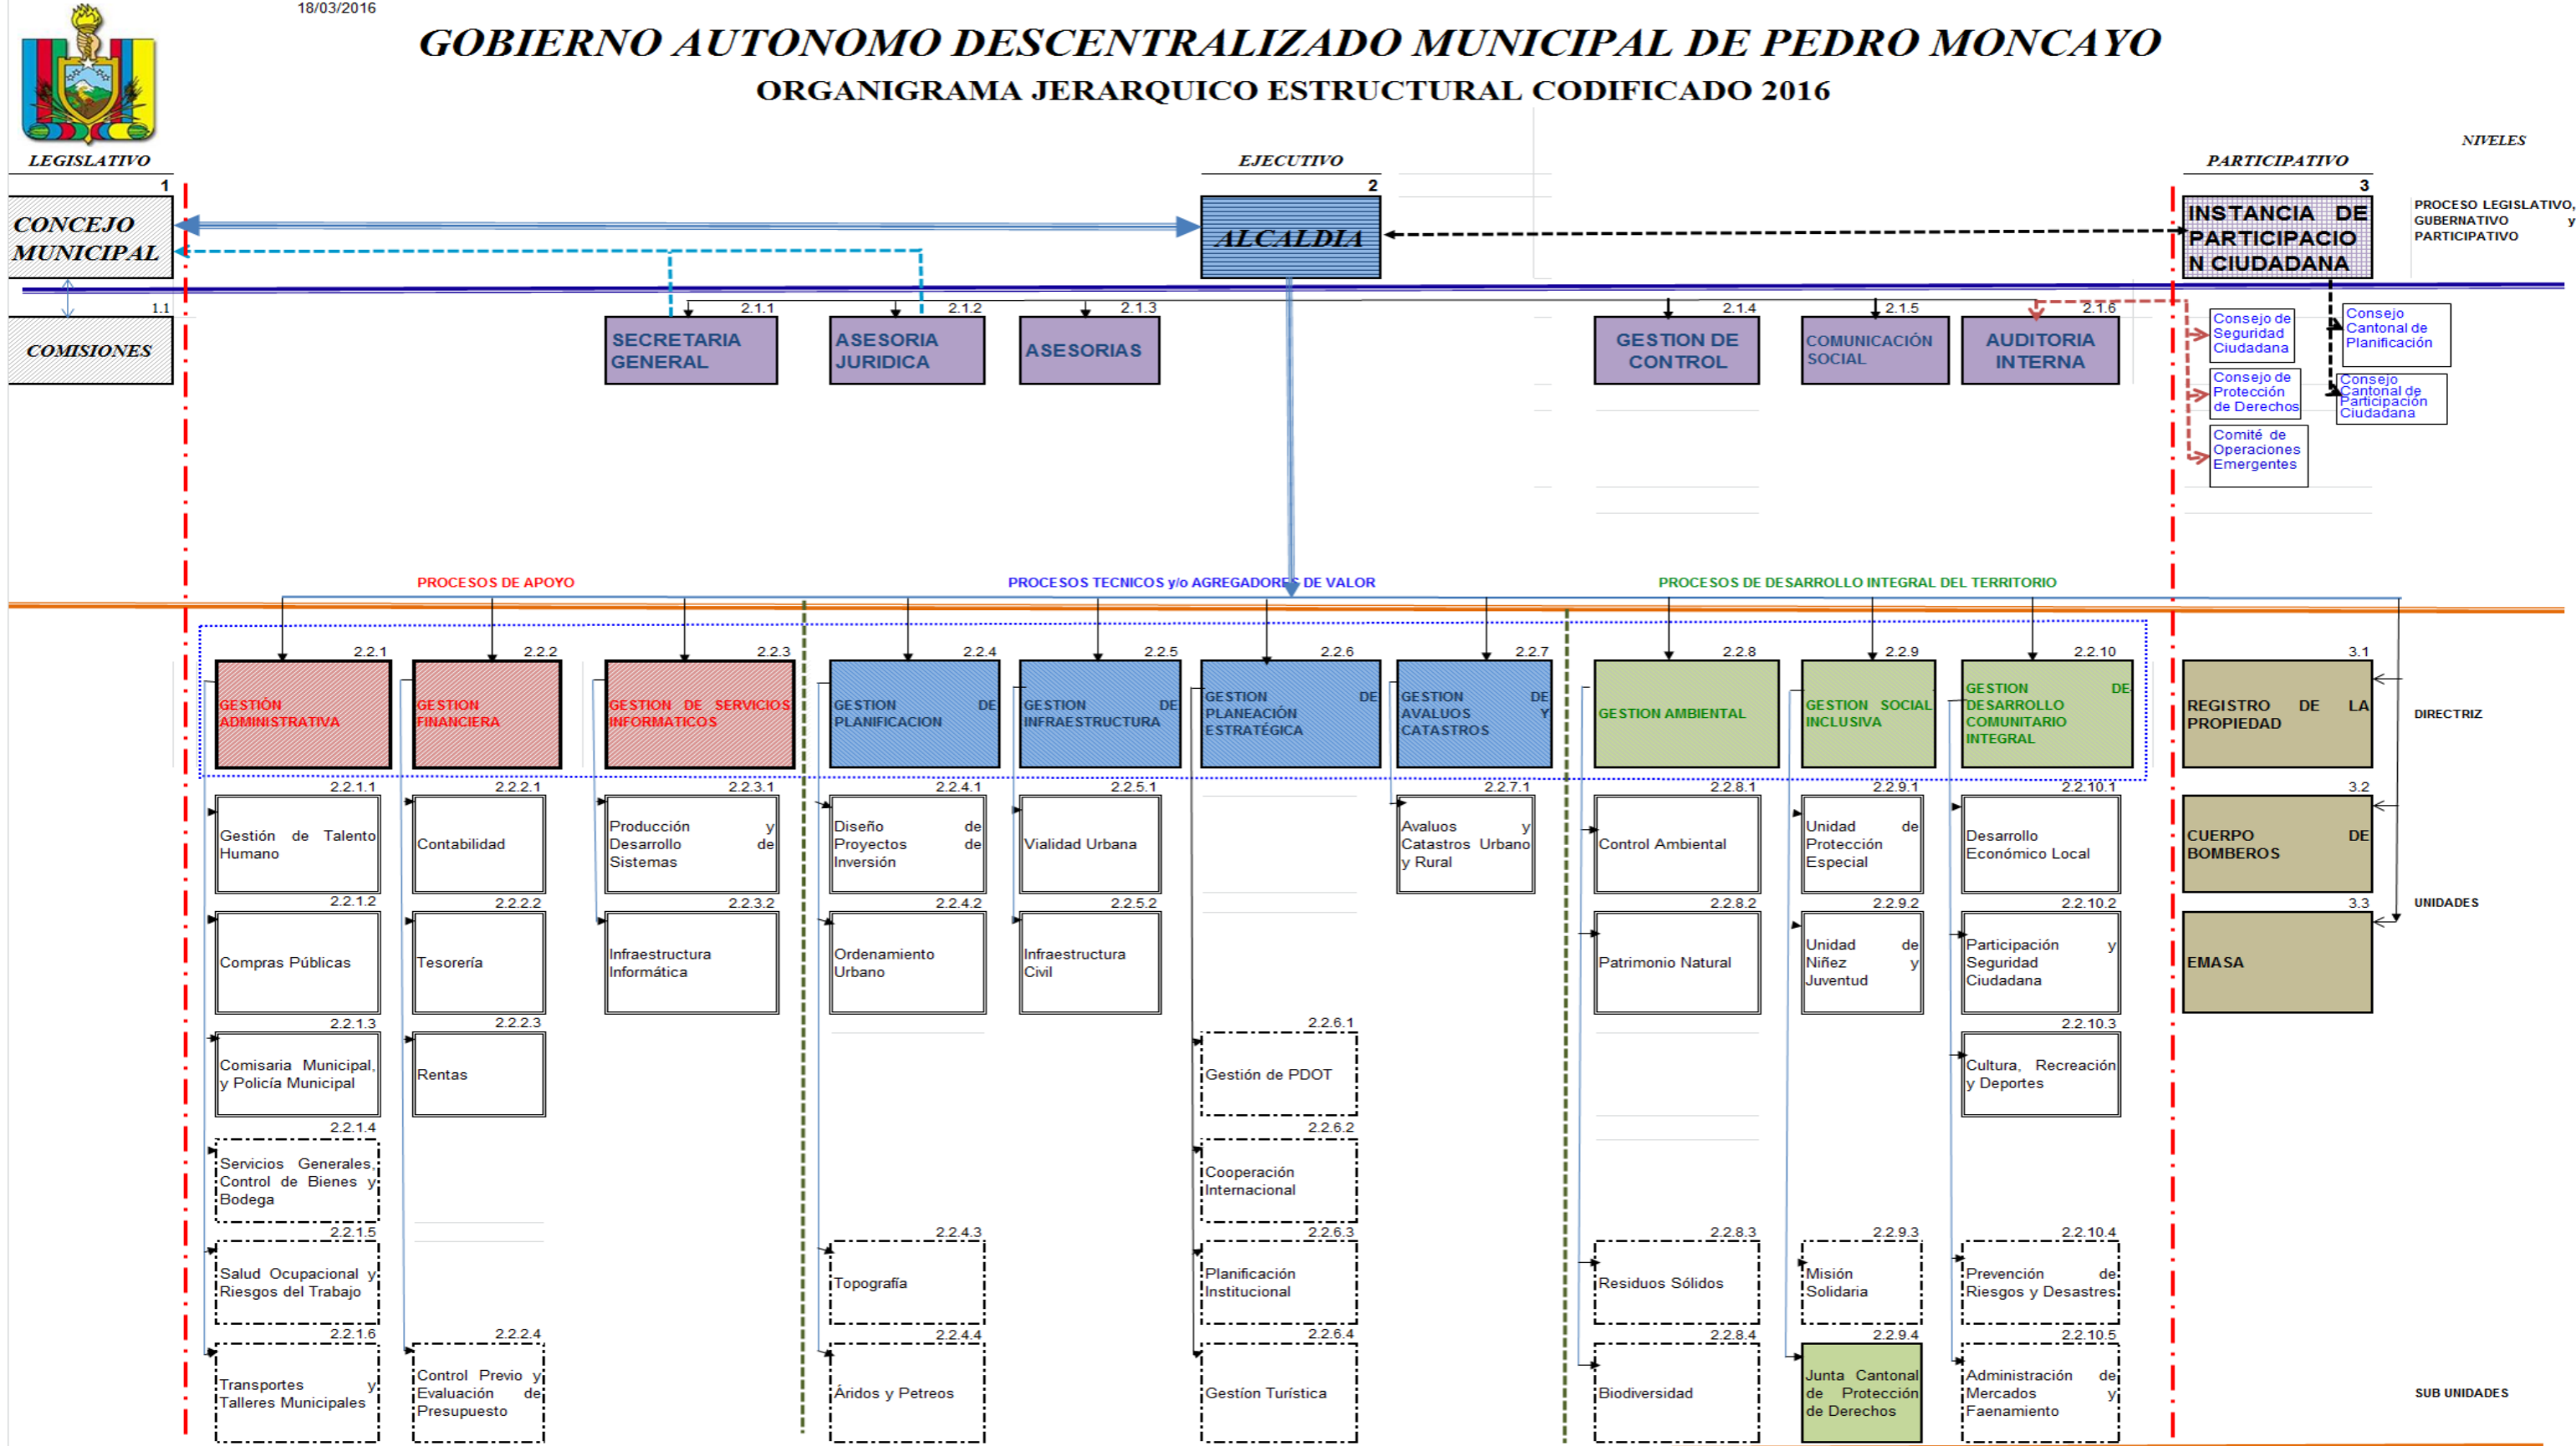 18/03/2016
GOBIERNO AUTONOMO DESCENTRALIZADO MUNICIPAL DE PEDRO MONCAYO
ORGANIGRAMA JERARQUICO ESTRUCTURAL CODIFICADO 2016
NIVELES
LEGISLATIVO
EJECUTIVO
PARTICIPATIVO
1
2
3
CONCEJO
MUNICIPAL
ALCALDIA
INSTANCIA DE
PARTICIPACIO
N CIUDADANA
PROCESO LEGISLATIVO,
GUBERNATIVO y
PARTICIPATIVO
1.1
COMISIONES
2.1.1
SECRETARIA
GENERAL
2.1.2
ASESORIA
JURIDICA
2.1.3
ASESORIAS
2.1.4
GESTION DE
CONTROL
2.1.5
COMUNICACIÓN
SOCIAL
2.1.6
AUDITORIA
INTERNA
Consejo de
Seguridad
Ciudadana
Consejo
Cantonal de
Planificación
Consejo de
Protección
de Derechos
Consejo
Cantonal de
Participación
Ciudadana
Comité de
Operaciones
Emergentes
PROCESOS DE APOYO
PROCESOS TECNICOS y/o AGREGADORES DE VALOR
PROCESOS DE DESARROLLO INTEGRAL DEL TERRITORIO
2.2.1
GESTIÓN
ADMINISTRATIVA
2.2.2
GESTION
FINANCIERA
2.2.3
GESTION DE SERVICIOS
INFORMATICOS
2.2.4
GESTION DE
PLANIFICACION
2.2.5
GESTION DE
INFRAESTRUCTURA
2.2.6
GESTION DE
PLANEACIÓN
ESTRATÉGICA
2.2.7
GESTION DE
AVALUOS Y
CATASTROS
2.2.8
GESTION AMBIENTAL
2.2.9
GESTION SOCIAL
INCLUSIVA
2.2.10
GESTION DE
DESARROLLO
COMUNITARIO
INTEGRAL
3.1
REGISTRO DE LA
PROPIEDAD
DIRECTRIZ
2.2.1.1
Gestión de Talento
Humano
2.2.2.1
Contabilidad
2.2.3.1
Producción y
Desarrollo de
Sistemas
2.2.4.1
Diseño de
Proyectos de
Inversión
2.2.5.1
Vialidad Urbana
2.2.7.1
Avaluos y
Catastros Urbano
y Rural
2.2.8.1
Control Ambiental
2.2.9.1
Unidad de
Protección
Especial
2.2.10.1
Desarrollo
Económico Local
3.2
CUERPO DE
BOMBEROS
UNIDADES
2.2.1.2
Compras Públicas
2.2.2.2
Tesorería
2.2.3.2
Infraestructura
Informática
2.2.4.2
Ordenamiento
Urbano
2.2.5.2
Infraestructura
Civil
2.2.8.2
Patrimonio Natural
2.2.9.2
Unidad de
Niñez y
Juventud
2.2.10.2
Participación y
Seguridad
Ciudadana
3.3
EMASA
2.2.1.3
Comisaria Municipal,
y Policía Municipal
2.2.2.3
Rentas
2.2.6.1
Gestión de PDOT
2.2.10.3
Cultura, Recreación
y Deportes
2.2.1.4
Servicios Generales,
Control de Bienes y
Bodega
2.2.6.2
Cooperación
Internacional
2.2.1.5
Salud Ocupacional y
Riesgos del Trabajo
2.2.4.3
Topografía
2.2.6.3
Planificación
Institucional
2.2.8.3
Residuos Sólidos
2.2.9.3
Misión
Solidaria
2.2.10.4
Prevención de
Riesgos y Desastres
2.2.1.6
Transportes y
Talleres Municipales
2.2.2.4
Control Previo y
Evaluación de
Presupuesto
2.2.4.4
Áridos y Petreos
2.2.6.4
Gestíon Turística
2.2.8.4
Biodiversidad
2.2.9.4
Junta Cantonal
de Protección
de Derechos
2.2.10.5
Administración de
Mercados y
Faenamiento
SUB UNIDADES